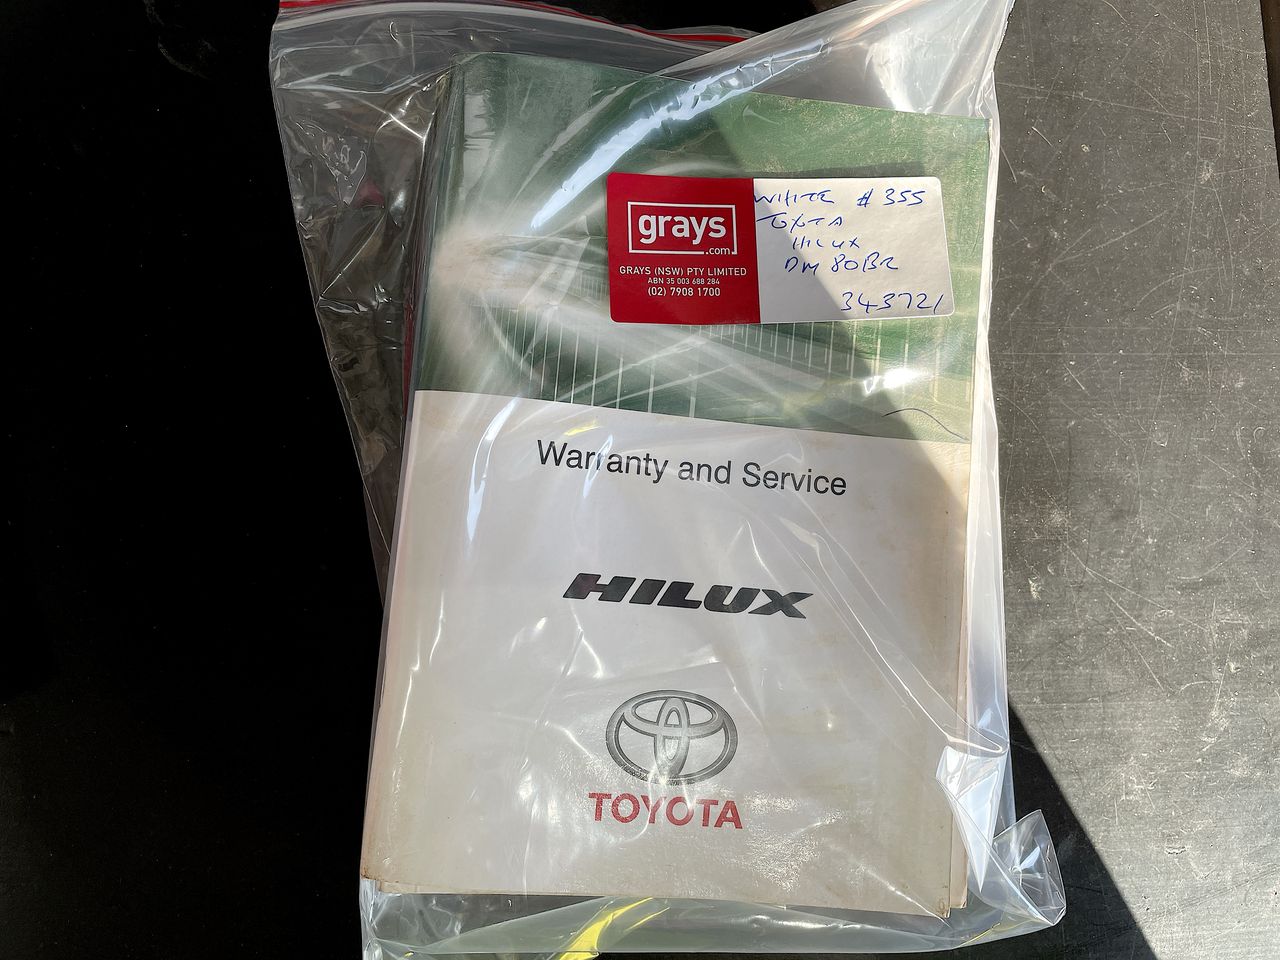 grays
.com
GRAYS (NSW) PTY LIMITED
ABN 35 003 688 284
(02) 7908 1700
WHITE # 355
TOYOTA
HILUX
DM 80BR
343721
Warranty and Service
HILUX
TOYOTA